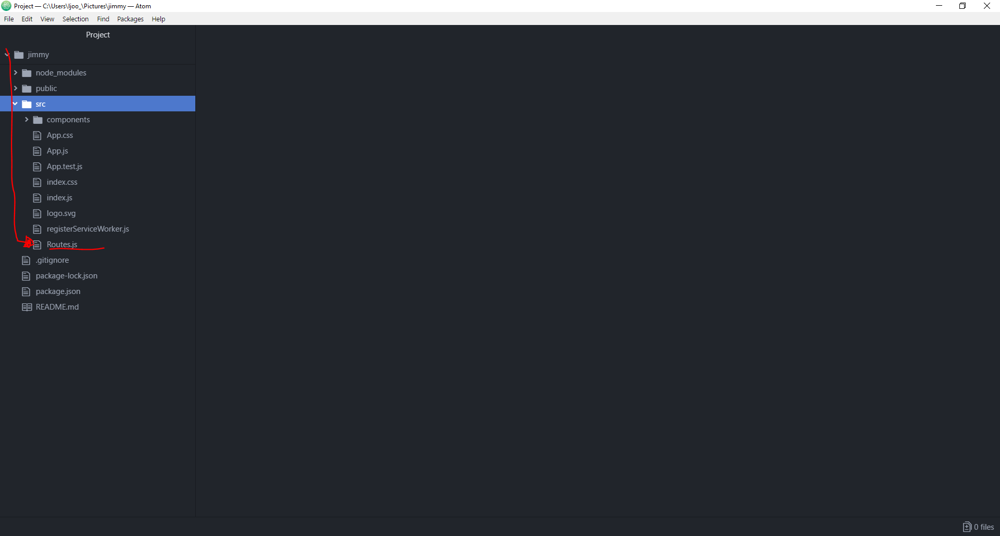 Project — C:\Users\ljoo_\Pictures\jimmy — Atom
File Edit View Selection Find Packages Help
Project
jimmy
node_modules
public
src
components
App.css
App.js
App.test.js
index.css
index.js
logo.svg
registerServiceWorker.js
Routes.js
.gitignore
package-lock.json
package.json
README.md
0 files